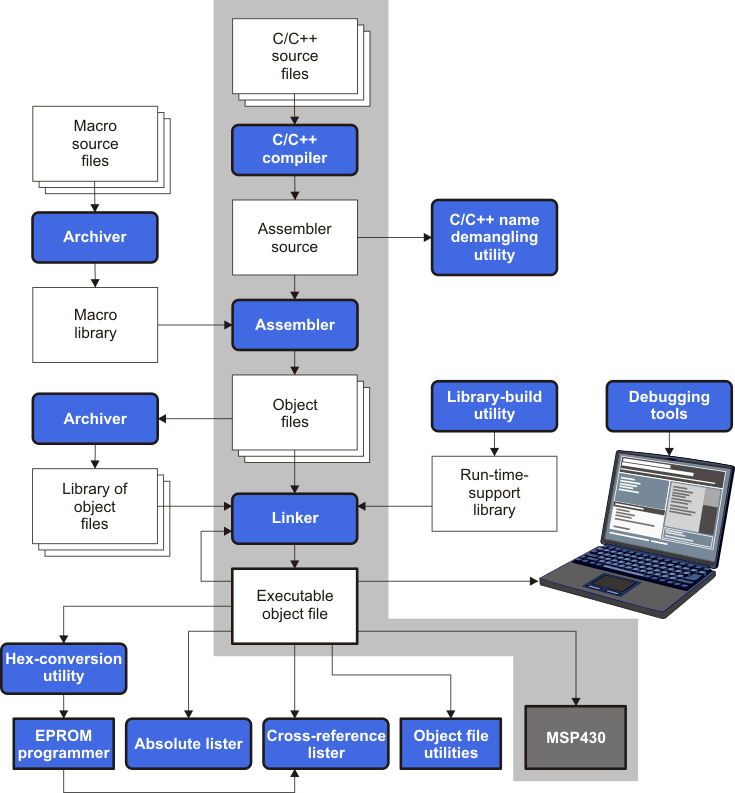 C/C++
source
files
Macro
source
files
C/C++
compiler
Archiver
Assembler
source
C/C++ name
demangling
utility
Macro
library
Assembler
Archiver
Object
files
Library-build
utility
Debugging
tools
Library of
object
files
Linker
Run-time-
support
library
Executable
object file
Hex-conversion
utility
EPROM
programmer
Absolute lister
Cross-reference
lister
Object file
utilities
MSP430